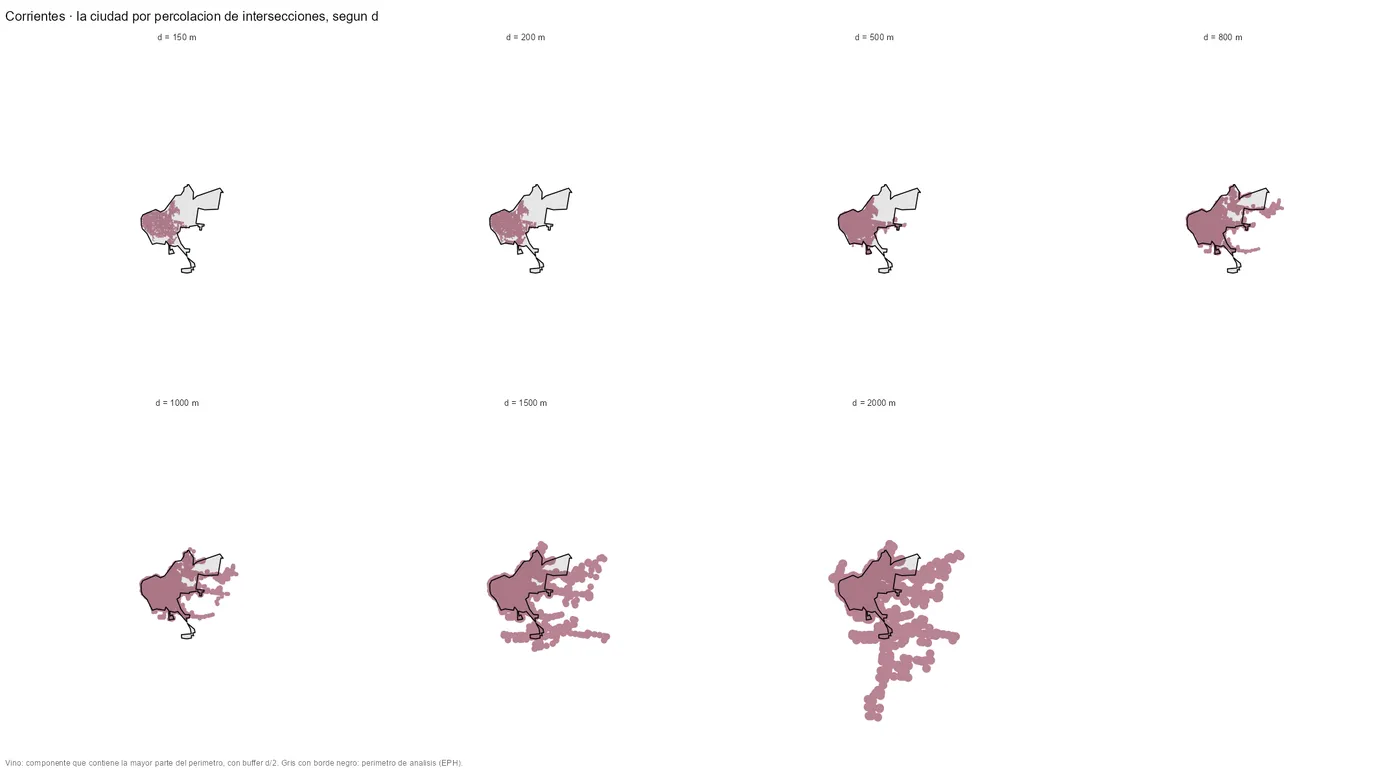 Corrientes · la ciudad por percolacion de intersecciones, segun d
d = 150 m
d = 200 m
d = 500 m
d = 800 m
d = 1000 m
d = 1500 m
d = 2000 m
Vino: componente que contiene la mayor parte del perimetro, con buffer d/2. Gris con borde negro: perimetro de analisis (EPH).